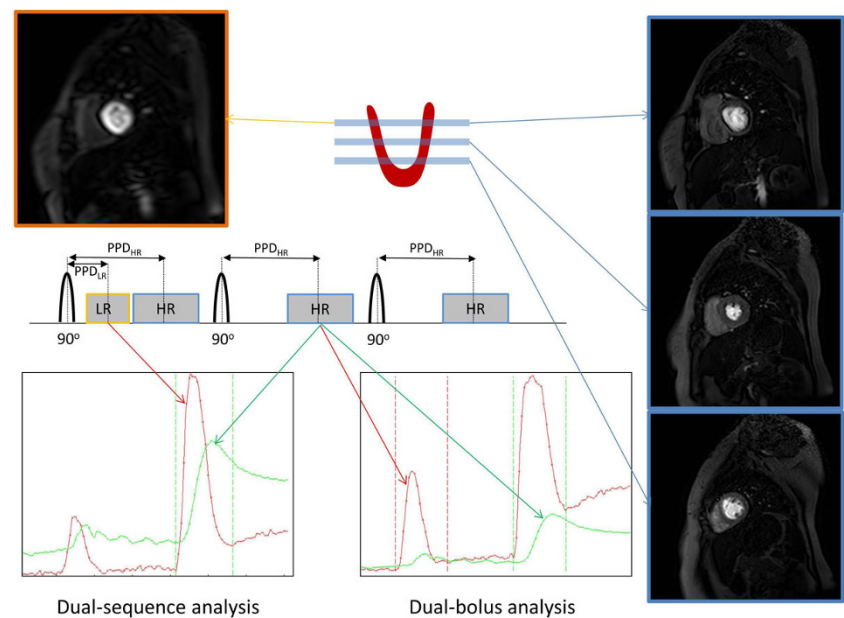 PPD_HR
PPD_HR
PPD_HR
PPD_LR
LR
HR
HR
HR
90°
90°
90°
Dual-sequence analysis
Dual-bolus analysis